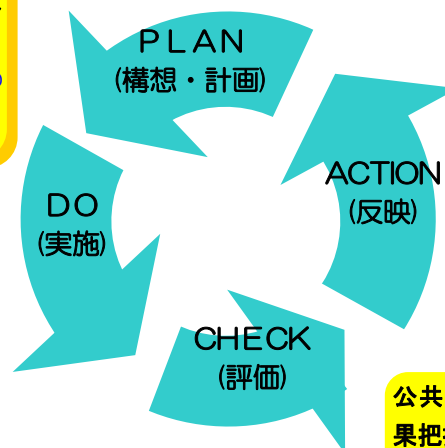 PLAN
(構想・計画)
ACTION
(反映)
DO
(実施)
CHECK
(評価)
公共
果把